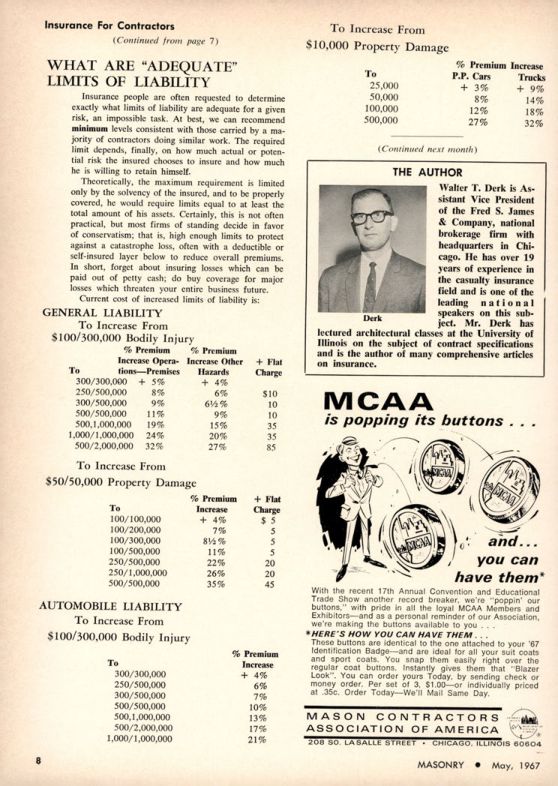 Insurance For Contractors
(Continued from page 7)
WHAT ARE “ADEQUATE”
LIMITS OF LIABILITY
Insurance people are often requested to determine
exactly what limits of liability are adequate for a given
risk, an impossible task. At best, we can recommend
minimum levels consistent with those carried by a ma-
jority of contractors doing similar work. The required
limit depends, finally, on how much actual or poten-
tial risk the insured chooses to insure and how much
he is willing to retain himself.
Theoretically, the maximum requirement is limited
only by the solvency of the insured, and to be properly
covered, he would require limits equal to at least the
total amount of his assets. Certainly, this is not often
practical, but most firms of standing decide in favor
of conservatism; that is, high enough limits to protect
against a catastrophe loss, often with a deductible or
self-insured layer below to reduce overall premiums.
In short, forget about insuring losses which can be
paid out of petty cash; do buy coverage for major
losses which threaten your entire business future.
Current cost of increased limits of liability is:
GENERAL LIABILITY
To Increase From
$100/300,000 Bodily Injury
% Premium % Premium
Increase Opera- Increase Other + Flat
To tions—Premises Hazards Charge
300/300,000 + 5% + 4%
250/500,000 8% 6% $10
300/500,000 9% 6½% 10
500/500,000 11% 9% 10
500,1,000,000 19% 15% 35
1,000/1,000,000 24% 20% 35
500/2,000,000 32% 27% 85
To Increase From
$50/50,000 Property Damage
% Premium + Flat
To Increase Charge
100/100,000 + 4% $ 5
100/200,000 7% 5
100/300,000 8½% 5
100/500,000 11% 5
250/500,000 22% 20
250/1,000,000 26% 20
500/500,000 35% 45
AUTOMOBILE LIABILITY
To Increase From
$100/300,000 Bodily Injury
% Premium
To Increase
300/300,000 + 4%
250/500,000 6%
300/500,000 7%
500/500,000 10%
500,1,000,000 13%
500/2,000,000 17%
1,000/1,000,000 21%
To Increase From
$10,000 Property Damage
% Premium Increase
To P.P. Cars Trucks
25,000 + 3% + 9%
50,000 8% 14%
100,000 12% 18%
500,000 27% 32%
(Continued next month)
THE AUTHOR
Walter T. Derk is As-
sistant Vice President
of the Fred S. James
& Company, national
brokerage firm with
headquarters in Chi-
cago. He has over 19
years of experience in
the casualty insurance
field and is one of the
leading national
speakers on this sub-
ject. Mr. Derk has
Derk
lectured architectural classes at the University of
Illinois on the subject of contract specifications
and is the author of many comprehensive articles
on insurance.
MCAA
is popping its buttons . . .
MCAA
MCAA
MCAA
and...
you can
have them*
With the recent 17th Annual Convention and Educational
Trade Show another record breaker, we're “poppin' our
buttons,” with pride in all the loyal MCAA Members and
Exhibitors—and as a personal reminder of our Association,
we're making the buttons available to you . . .
*HERE'S HOW YOU CAN HAVE THEM . . .
These buttons are identical to the one attached to your '67
Identification Badge—and are ideal for all your suit coats
and sport coats. You snap them easily right over the
regular coat buttons. Instantly gives them that “Blazer
Look”. You can order yours Today, by sending check or
money order. Per set of 3, $1.00—or individually priced
at .35c. Order Today—We'll Mail Same Day.
MASON CONTRACTORS
ASSOCIATION OF AMERICA
208 SO. LASALLE STREET • CHICAGO, ILLINOIS 60604
8
MASONRY ● May, 1967